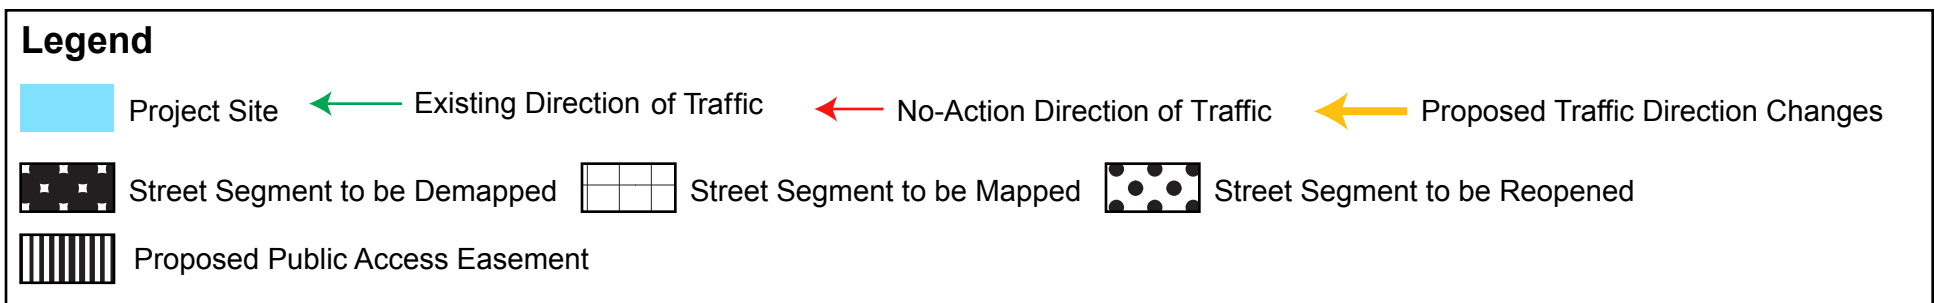 Legend
Project Site Existing Direction of Traffic No-Action Direction of Traffic Proposed Traffic Direction Changes
Street Segment to be Demapped Street Segment to be Mapped Street Segment to be Reopened
Proposed Public Access Easement